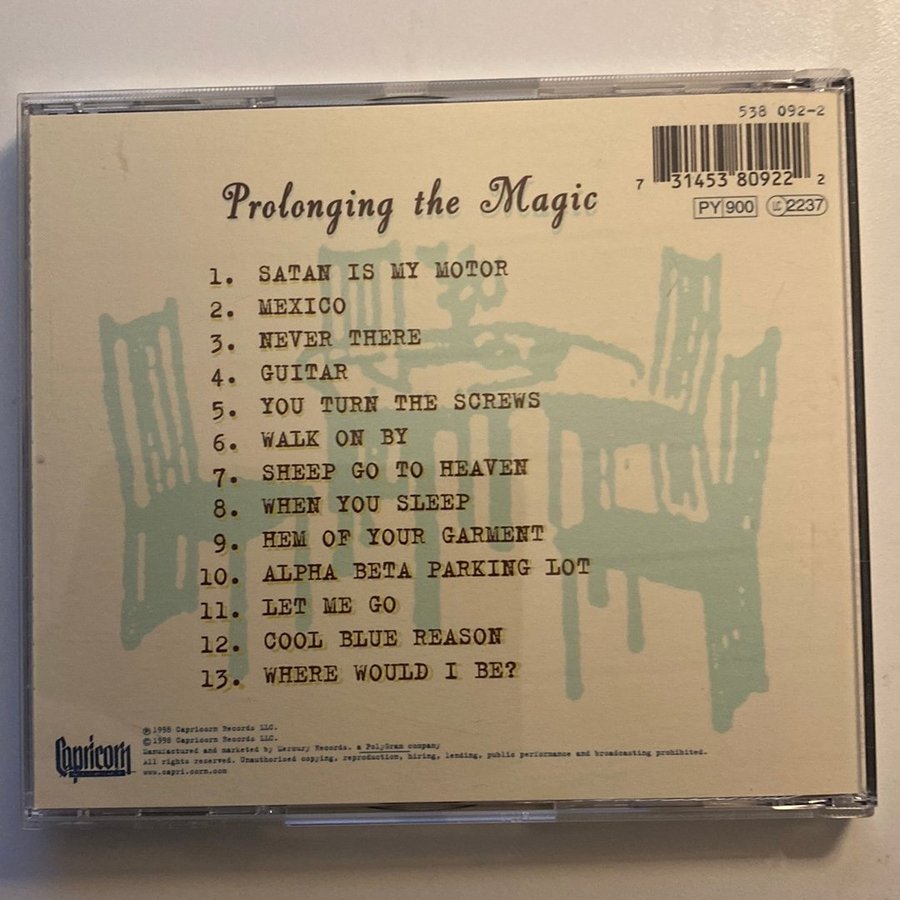 538 092-2
7 31453 80922 2
PY 900 LC 2237
Prolonging the Magic
1. SATAN IS MY MOTOR
2. MEXICO
3. NEVER THERE
4. GUITAR
5. YOU TURN THE SCREWS
6. WALK ON BY
7. SHEEP GO TO HEAVEN
8. WHEN YOU SLEEP
9. HEM OF YOUR GARMENT
10. ALPHA BETA PARKING LOT
11. LET ME GO
12. COOL BLUE REASON
13. WHERE WOULD I BE?
Capricorn
℗ 1998 Capricorn Records LLC.
© 1998 Capricorn Records LLC.
Manufactured and marketed by Mercury Records, a PolyGram company
All rights reserved. Unauthorised copying, reproduction, hiring, lending, public performance and broadcasting prohibited.
www.capri.corn.com